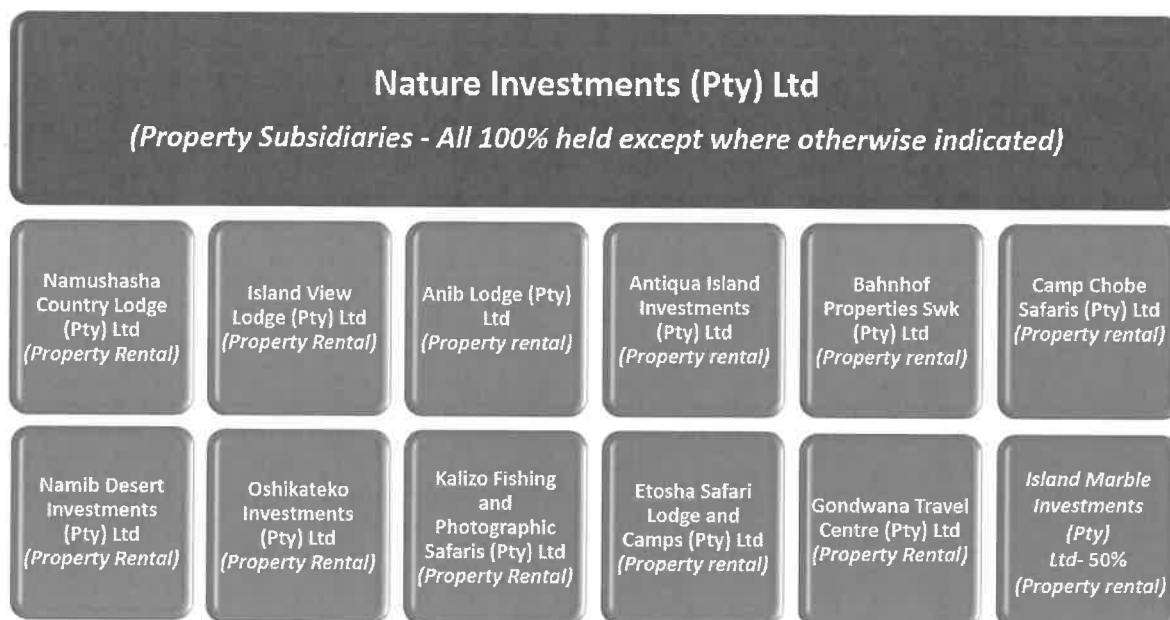 Nature Investments (Pty) Ltd
(Property Subsidiaries - All 100% held except where otherwise indicated)
Namushasha
Country Lodge
(Pty) Ltd
(Property Rental)
Island View
Lodge (Pty) Ltd
(Property Rental)
Anib Lodge (Pty)
Ltd
(Property rental)
Antiqua Island
Investments
(Pty) Ltd
(Property rental)
Bahnhof
Properties Swk
(Pty) Ltd
(Property rental)
Camp Chobe
Safaris (Pty) Ltd
(Property rental)
Namib Desert
Investments
(Pty) Ltd
(Property Rental)
Oshikateko
Investments
(Pty) Ltd
(Property Rental)
Kalizo Fishing
and
Photographic
Safaris (Pty) Ltd
(Property Rental)
Etosha Safari
Lodge and
Camps (Pty) Ltd
(Property rental)
Gondwana Travel
Centre (Pty) Ltd
(Property Rental)
Island Marble
Investments
(Pty)
Ltd- 50%
(Property rental)